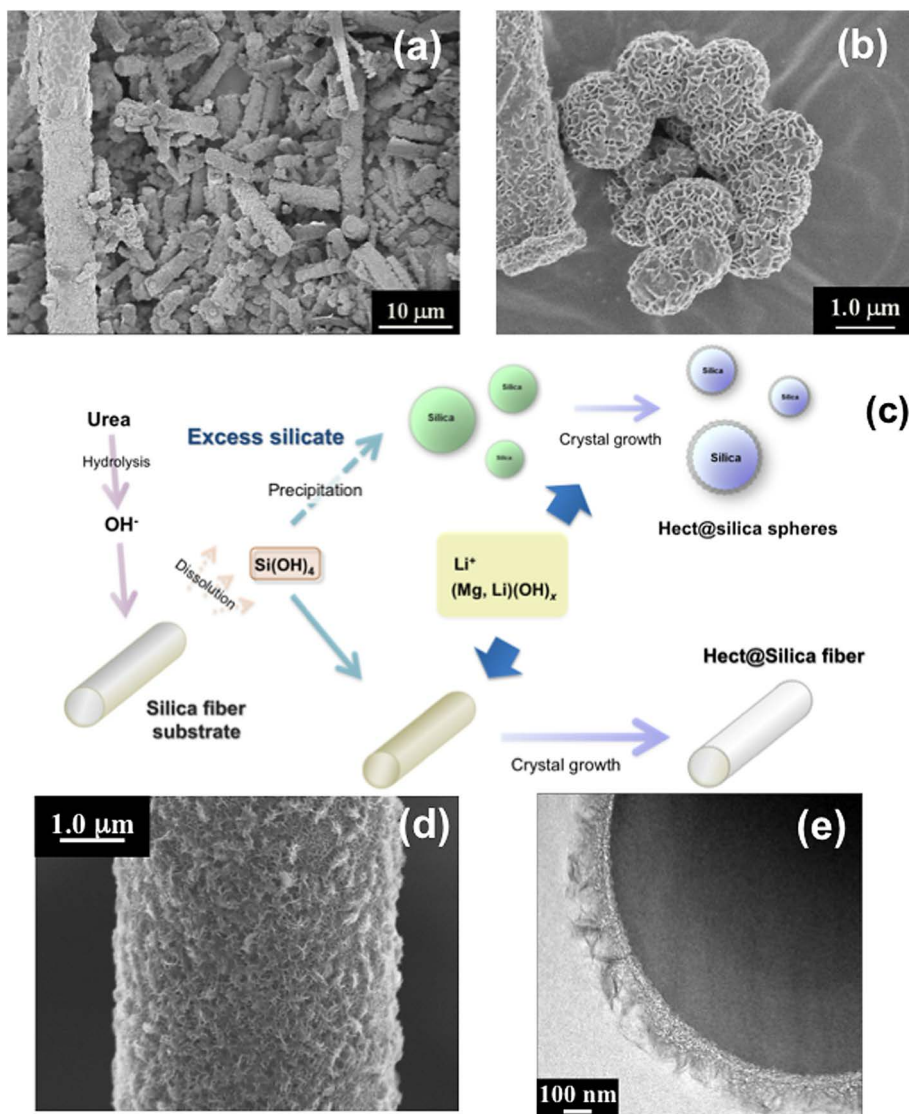 (a)
10 μm
(b)
1.0 μm
(c)
Urea
Hydrolysis
OH⁻
Excess silicate
Precipitation
Dissolution
Si(OH)₄
Silica
Silica
Silica
Crystal growth
Silica
Silica
Silica
Hect@silica spheres
Li⁺
(Mg, Li)(OH)ₓ
Silica fiber
substrate
Crystal growth
Hect@Silica fiber
1.0 μm
(d)
(e)
100 nm